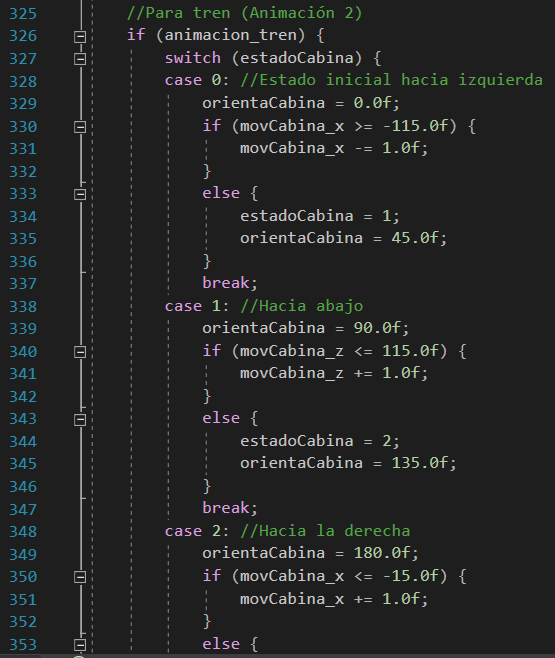 325 //Para tren (Animación 2)
326 if (animacion_tren) {
327 switch (estadoCabina) {
328 case 0: //Estado inicial hacia izquierda
329 orientaCabina = 0.0f;
330 if (movCabina_x >= -115.0f) {
331 movCabina_x -= 1.0f;
332 }
333 else {
334 estadoCabina = 1;
335 orientaCabina = 45.0f;
336 }
337 break;
338 case 1: //Hacia abajo
339 orientaCabina = 90.0f;
340 if (movCabina_z <= 115.0f) {
341 movCabina_z += 1.0f;
342 }
343 else {
344 estadoCabina = 2;
345 orientaCabina = 135.0f;
346 }
347 break;
348 case 2: //Hacia la derecha
349 orientaCabina = 180.0f;
350 if (movCabina_x <= -15.0f) {
351 movCabina_x += 1.0f;
352 }
353 else {